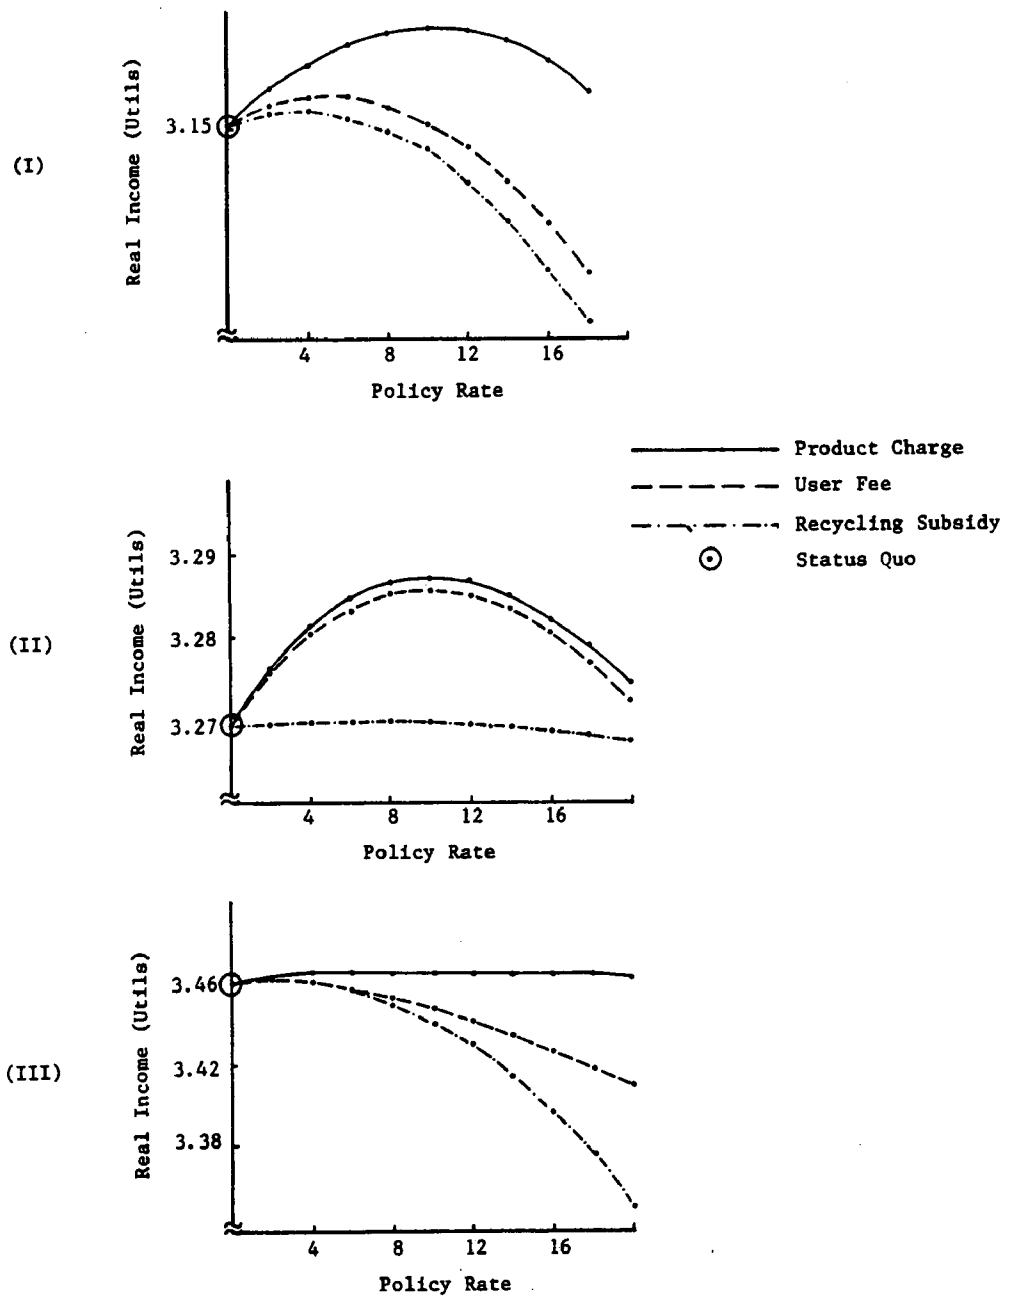 (I)
Real Income (Utils)
3.15
4 8 12 16
Policy Rate
Product Charge
User Fee
Recycling Subsidy
Status Quo
(II)
Real Income (Utils)
3.29
3.28
3.27
4 8 12 16
Policy Rate
(III)
Real Income (Utils)
3.46
3.42
3.38
4 8 12 16
Policy Rate